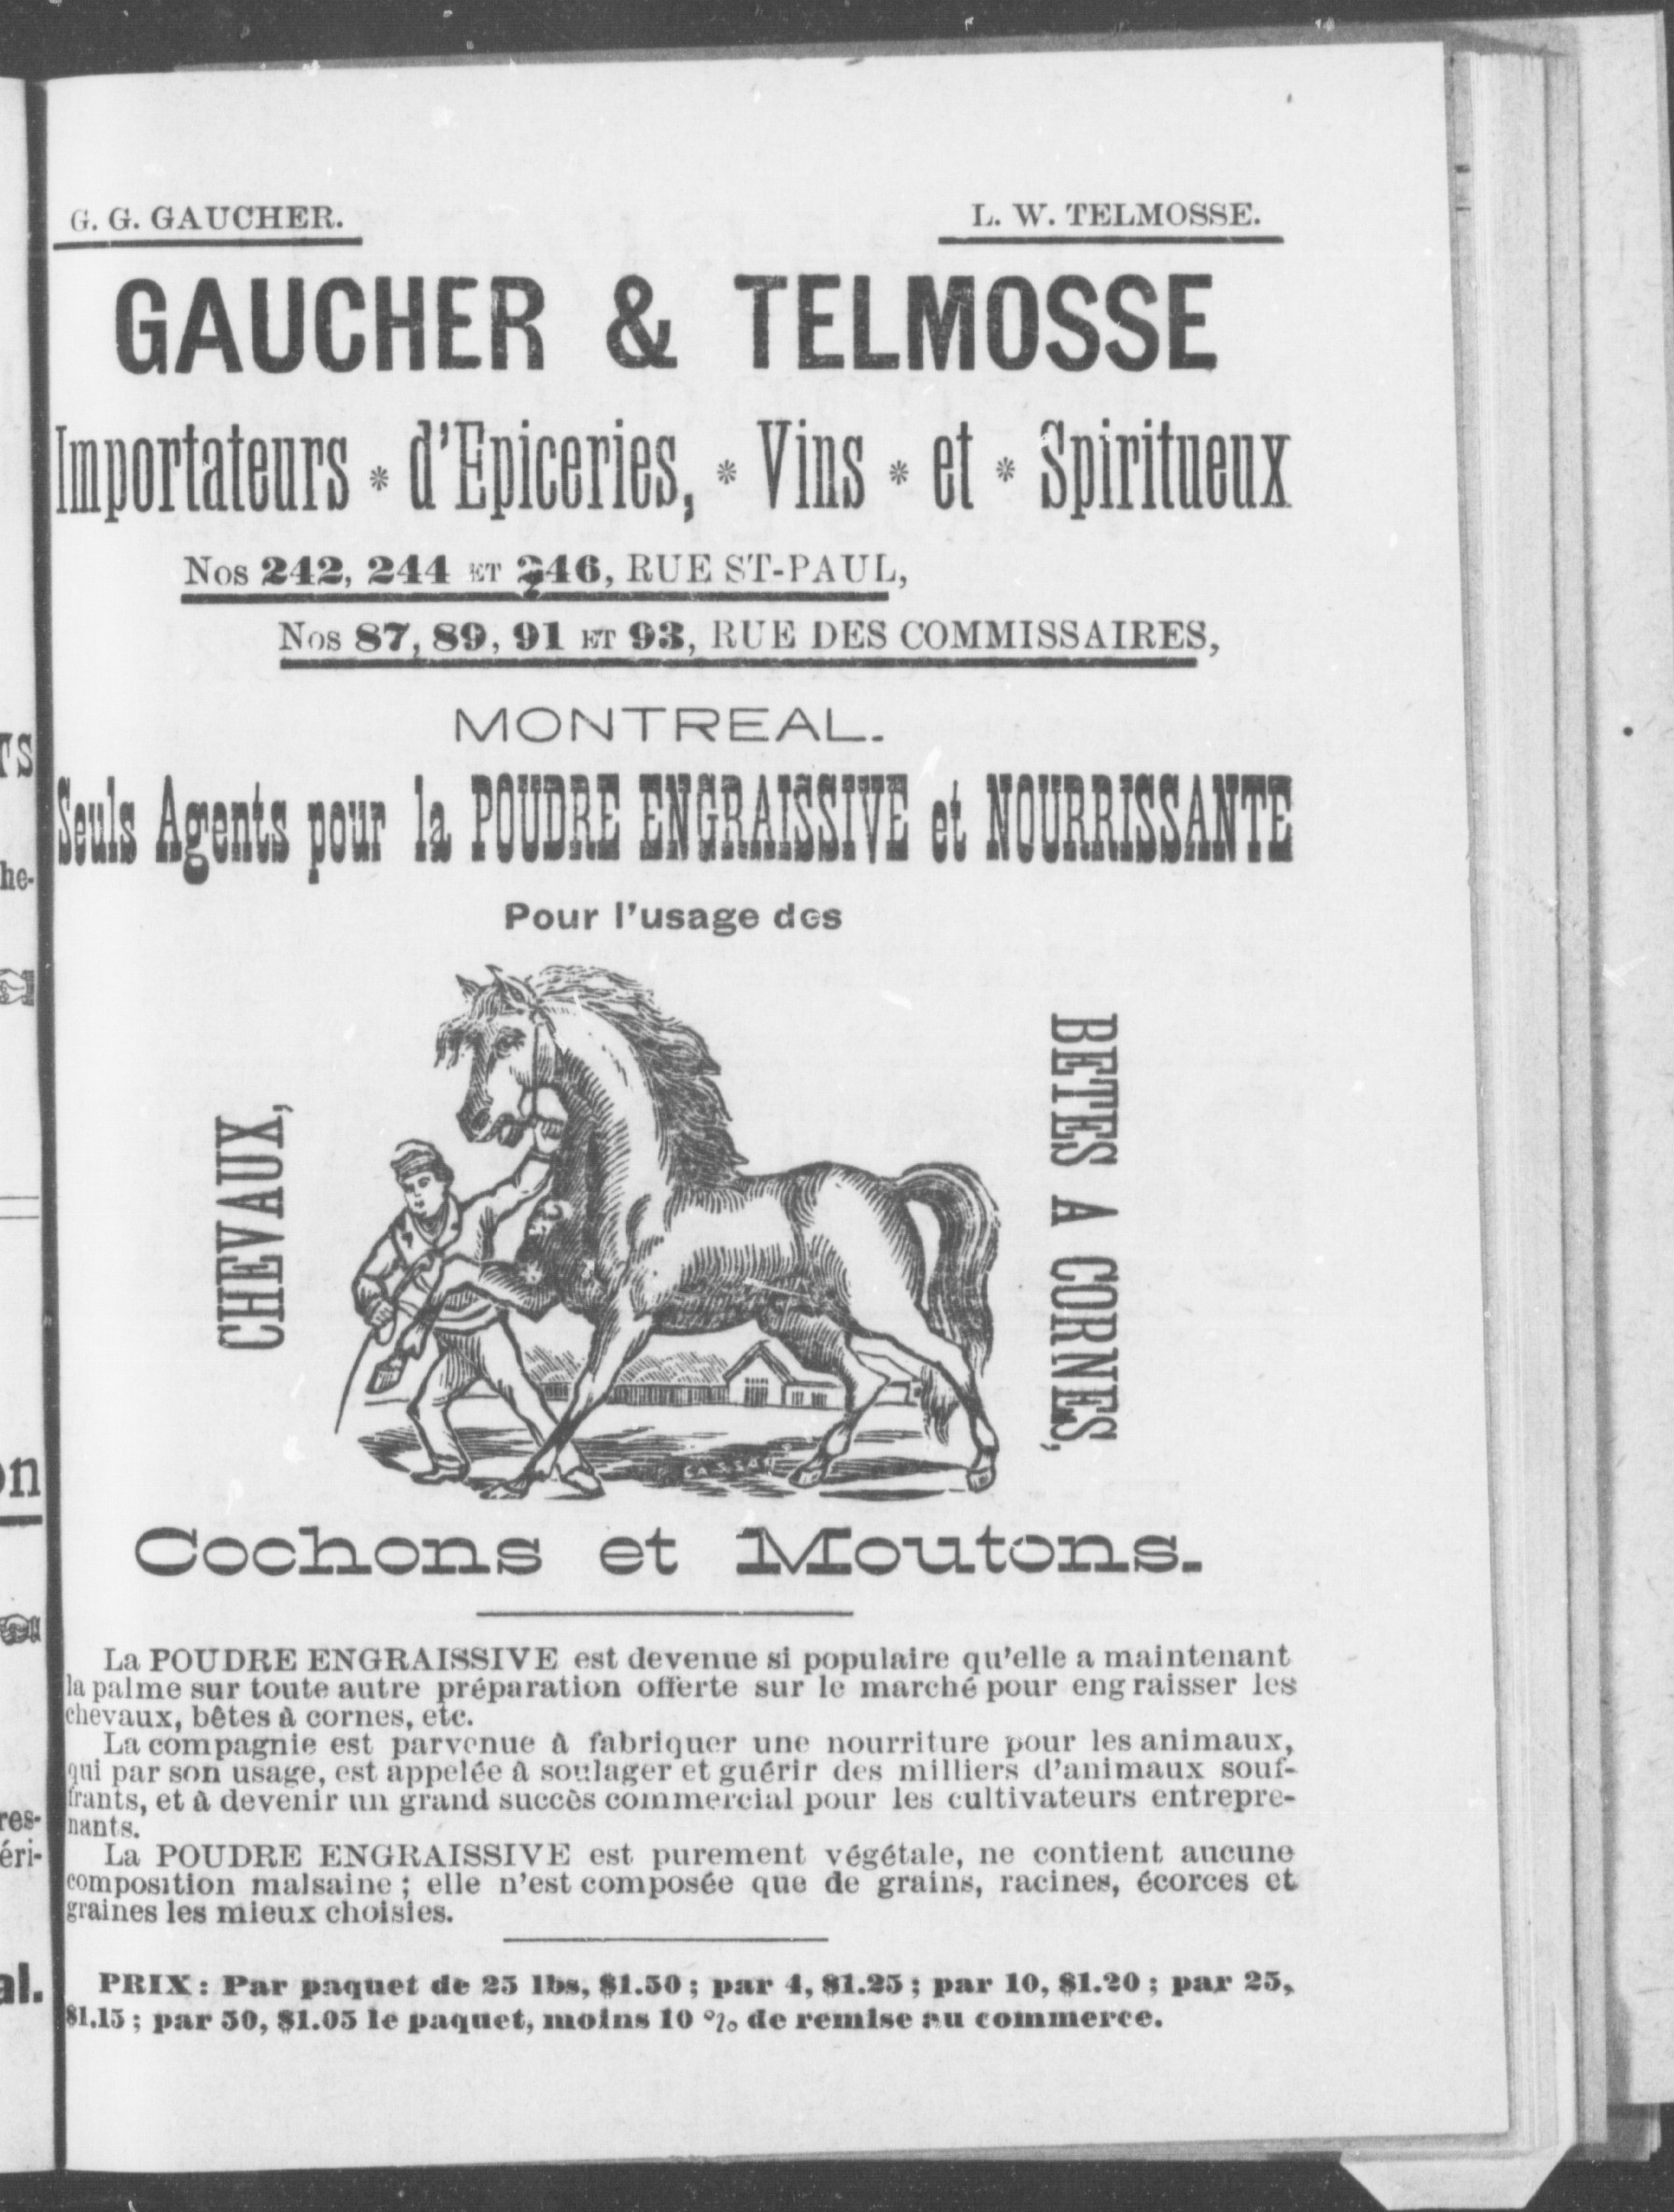 G. G. GAUCHER.
L. W. TELMOSSE.
GAUCHER & TELMOSSE
Importateurs * d'Epiceries, * Vins * et * Spiritueux
Nos 242, 244 ET 246, RUE ST-PAUL,
Nos 87, 89, 91 ET 93, RUE DES COMMISSAIRES,
MONTREAL.
Seuls Agents pour la POUDRE ENGRAISSIVE et NOURRISSANTE
Pour l'usage des
CHEVAUX,
BETES A CORNES,
Cochons et Moutons.
La POUDRE ENGRAISSIVE est devenue si populaire qu'elle a maintenant
la palme sur toute autre préparation offerte sur le marché pour engraisser les
chevaux, bêtes à cornes, etc.
La compagnie est parvenue à fabriquer une nourriture pour les animaux,
qui par son usage, est appelée à soulager et guérir des milliers d'animaux souf-
frants, et à devenir un grand succès commercial pour les cultivateurs entrepre-
nants.
La POUDRE ENGRAISSIVE est purement végétale, ne contient aucune
composition malsaine ; elle n'est composée que de grains, racines, écorces et
graines les mieux choisies.
PRIX : Par paquet de 25 lbs, $1.50 ; par 4, $1.25 ; par 10, $1.20 ; par 25,
$1.15 ; par 50, $1.05 le paquet, moins 10 % de remise au commerce.